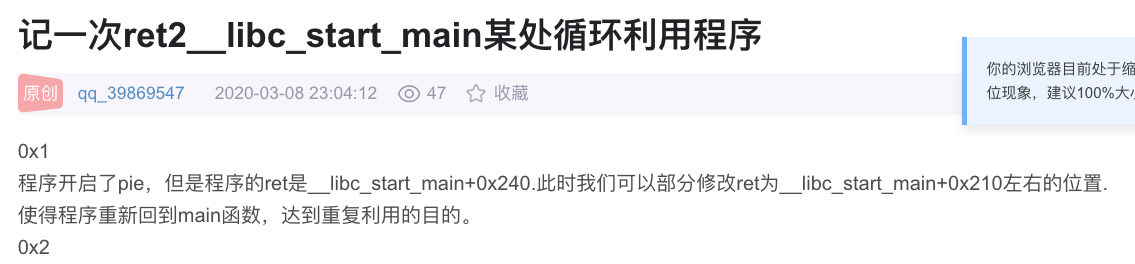 记一次ret2__libc_start_main某处循环利用程序
原创 qq_39869547 2020-03-08 23:04:12 47 收藏
你的浏览器目前处于缩
位现象，建议100%大小
0x1
程序开启了pie，但是程序的ret是__libc_start_main+0x240.此时我们可以部分修改ret为__libc_start_main+0x210左右的位置.
使得程序重新回到main函数，达到重复利用的目的。
0x2